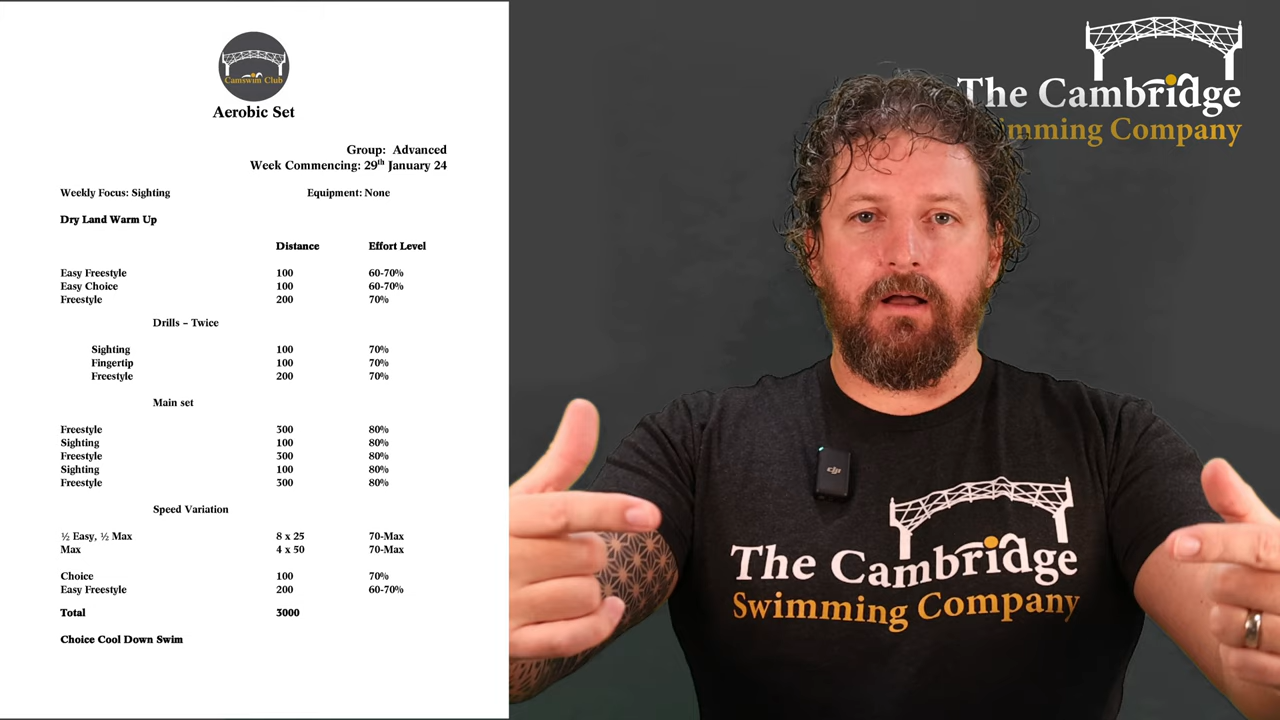 Camswim Club
Aerobic Set
Group: Advanced
Week Commencing: 29th January 24
Weekly Focus: Sighting Equipment: None
Dry Land Warm Up
Distance Effort Level
Easy Freestyle 100 60-70%
Easy Choice 100 60-70%
Freestyle 200 70%
Drills – Twice
Sighting 100 70%
Fingertip 100 70%
Freestyle 200 70%
Main set
Freestyle 300 80%
Sighting 100 80%
Freestyle 300 80%
Sighting 100 80%
Freestyle 300 80%
Speed Variation
½ Easy, ½ Max 8 x 25 70-Max
Max 4 x 50 70-Max
Choice 100 70%
Easy Freestyle 200 60-70%
Total 3000
Choice Cool Down Swim
The Cambridge
imming Company
dji
The Cambridge
Swimming Company